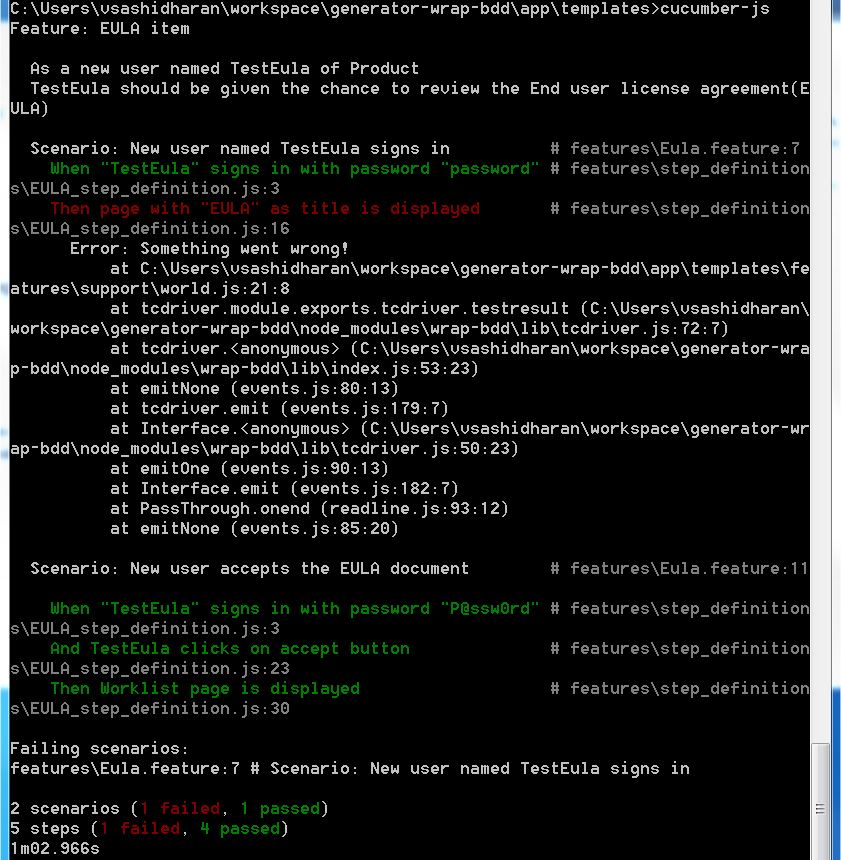 C:\Users\vsashidharan\workspace\generator-wrap-bdd\app\templates>cucumber-js
Feature: EULA item
As a new user named TestEula of Product
TestEula should be given the chance to review the End user license agreement(E
ULA)
Scenario: New user named TestEula signs in # features\Eula.feature:7
When "TestEula" signs in with password "password" # features\step_definition
s\EULA_step_definition.js:3
Then page with "EULA" as title is displayed # features\step_definition
s\EULA_step_definition.js:16
Error: Something went wrong!
at C:\Users\vsashidharan\workspace\generator-wrap-bdd\app\templates\fe
atures\support\world.js:21:8
at tcdriver.module.exports.tcdriver.testresult (C:\Users\vsashidharan\
workspace\generator-wrap-bdd\node_modules\wrap-bdd\lib\tcdriver.js:72:7)
at tcdriver.<anonymous> (C:\Users\vsashidharan\workspace\generator-wra
p-bdd\node_modules\wrap-bdd\lib\index.js:53:23)
at emitNone (events.js:80:13)
at tcdriver.emit (events.js:179:7)
at Interface.<anonymous> (C:\Users\vsashidharan\workspace\generator-wr
ap-bdd\node_modules\wrap-bdd\lib\tcdriver.js:50:23)
at emitOne (events.js:90:13)
at Interface.emit (events.js:182:7)
at PassThrough.onend (readline.js:93:12)
at emitNone (events.js:85:20)
Scenario: New user accepts the EULA document # features\Eula.feature:11
When "TestEula" signs in with password "P@ssw0rd" # features\step_definition
s\EULA_step_definition.js:3
And TestEula clicks on accept button # features\step_definition
s\EULA_step_definition.js:23
Then Worklist page is displayed # features\step_definition
s\EULA_step_definition.js:30
Failing scenarios:
features\Eula.feature:7 # Scenario: New user named TestEula signs in
2 scenarios (1 failed, 1 passed)
5 steps (1 failed, 4 passed)
1m02.966s